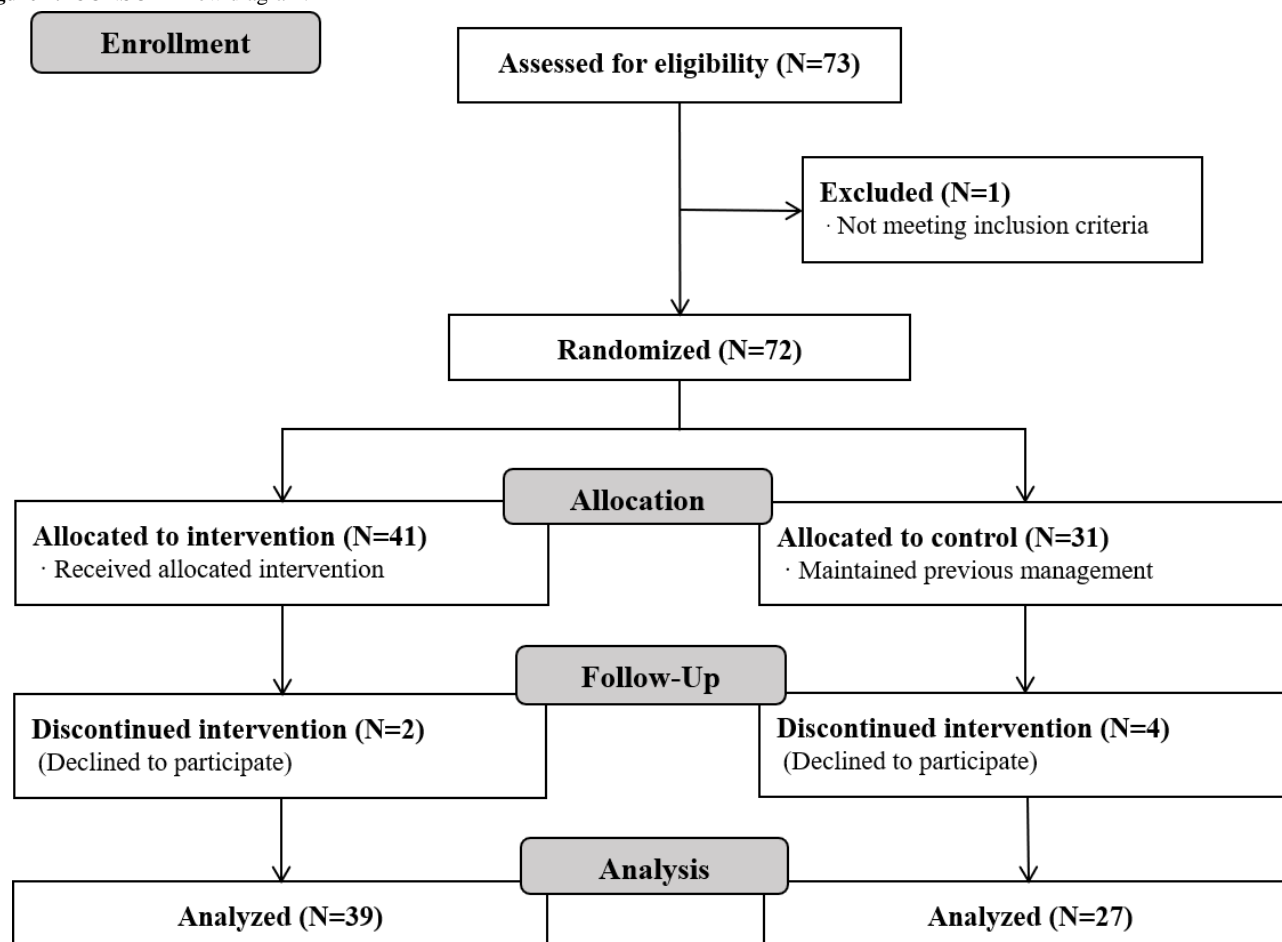 Enrollment
Assessed for eligibility (N=73)
Excluded (N=1)
· Not meeting inclusion criteria
Randomized (N=72)
Allocation
Allocated to intervention (N=41)
· Received allocated intervention
Allocated to control (N=31)
· Maintained previous management
Follow-Up
Discontinued intervention (N=2)
(Declined to participate)
Discontinued intervention (N=4)
(Declined to participate)
Analysis
Analyzed (N=39)
Analyzed (N=27)